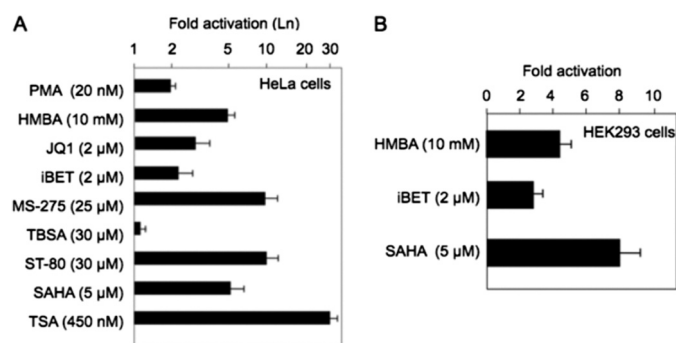 A
Fold activation (Ln)
1 2 5 10 20 30
HeLa cells
PMA (20 nM)
HMBA (10 mM)
JQ1 (2 µM)
iBET (2 µM)
MS-275 (25 µM)
TBSA (30 µM)
ST-80 (30 µM)
SAHA (5 µM)
TSA (450 nM)
B
Fold activation
0 2 4 6 8 10
HEK293 cells
HMBA (10 mM)
iBET (2 µM)
SAHA (5 µM)